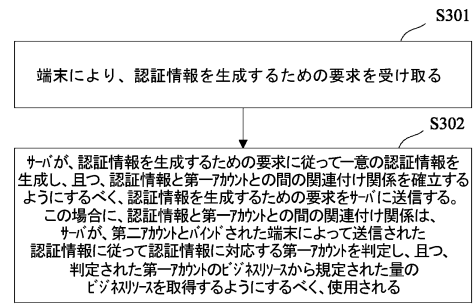 S301
端末により、認証情報を生成するための要求を受け取る
S302
サーバが、認証情報を生成するための要求に従って一意の認証情報を
生成し、且つ、認証情報と第一アカウントとの間の関連付け関係を確立する
ようにするべく、認証情報を生成するための要求をサーバに送信する。
この場合に、認証情報と第一アカウントとの間の関連付け関係は、
サーバが、第二アカウントとバインドされた端末によって送信された
認証情報に従って認証情報に対応する第一アカウントを判定し、且つ、
判定された第一アカウントのビジネスリソースから規定された量の
ビジネスリソースを取得するようにするべく、使用される